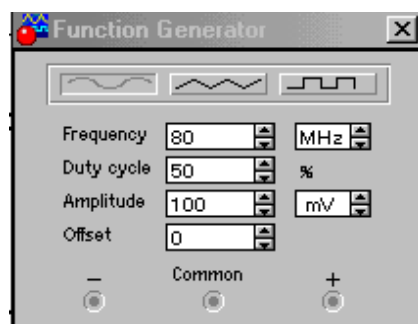 Function Generator
Frequency 80 MHz
Duty cycle 50 %
Amplitude 100 mV
Offset 0
− Common +